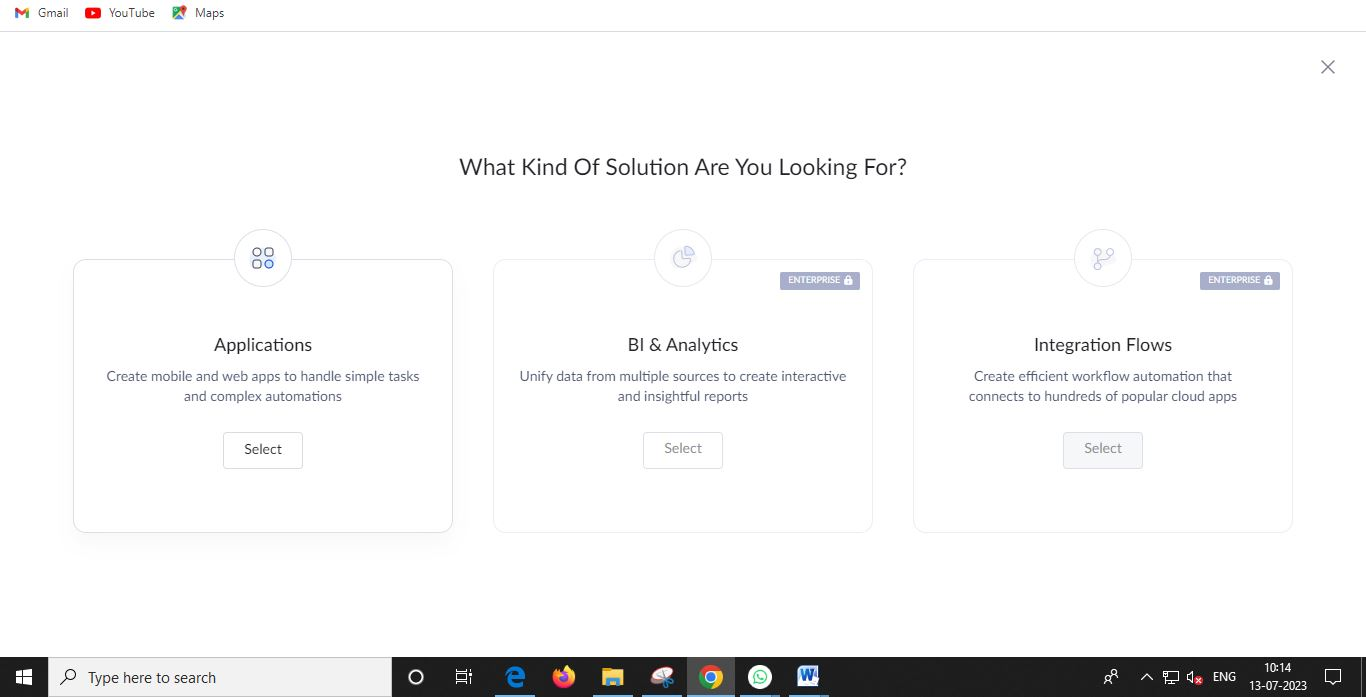 Gmail YouTube Maps
What Kind Of Solution Are You Looking For?
ENTERPRISE
ENTERPRISE
Applications
Create mobile and web apps to handle simple tasks
and complex automations
Select
BI & Analytics
Unify data from multiple sources to create interactive
and insightful reports
Select
Integration Flows
Create efficient workflow automation that
connects to hundreds of popular cloud apps
Select
Type here to search
ENG
10:14
13-07-2023